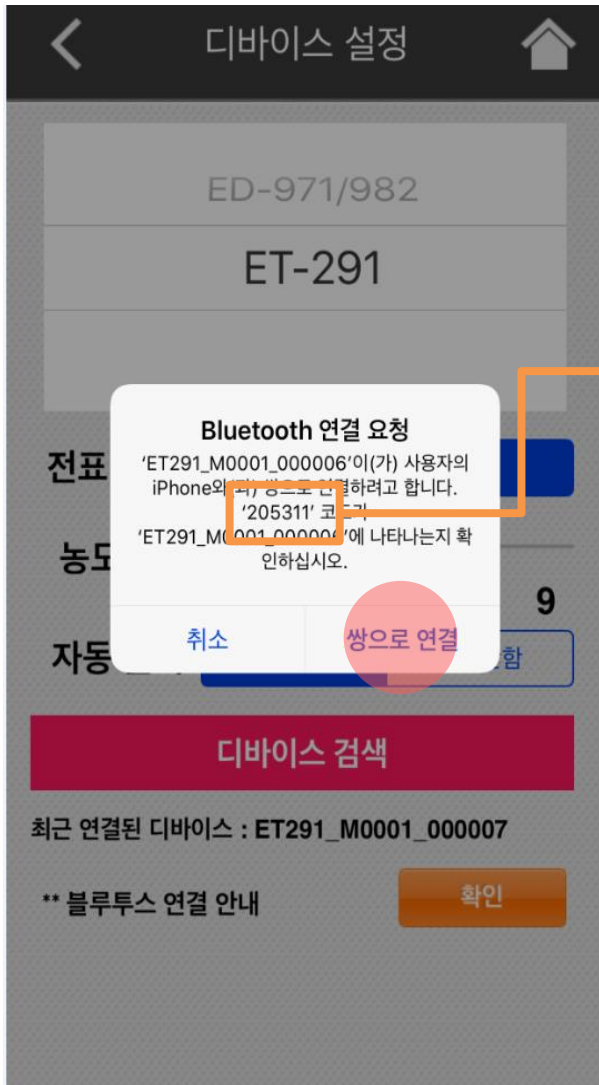 디바이스 설정
ED-971/982
ET-291
Bluetooth 연결 요청
'ET291_M0001_000006'이(가) 사용자의
iPhone와(과) 쌍으로 연결하려고 합니다.
'205311' 코드가
'ET291_M0001_000006'에 나타나는지 확
인하십시오.
취소 쌍으로 연결
전표
농도
9
자동
함
디바이스 검색
최근 연결된 디바이스 : ET291_M0001_000007
** 블루투스 연결 안내
확인